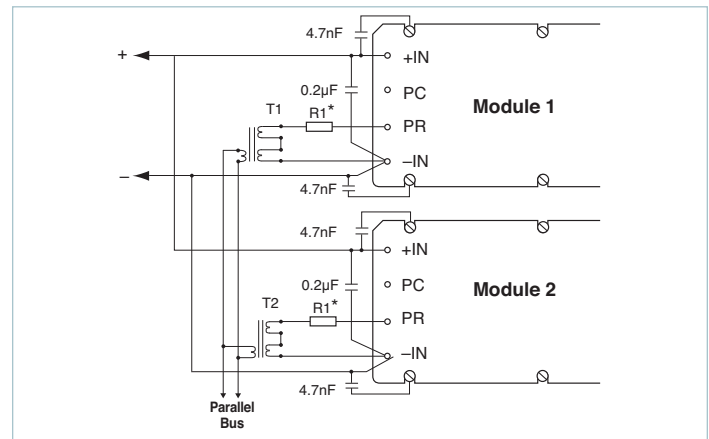 4.7nF
+
+IN
0.2µF
PC
Module 1
T1
R1*
PR
–IN
–
4.7nF
4.7nF
+IN
0.2µF
PC
Module 2
T2
R1*
PR
–IN
4.7nF
Parallel
Bus